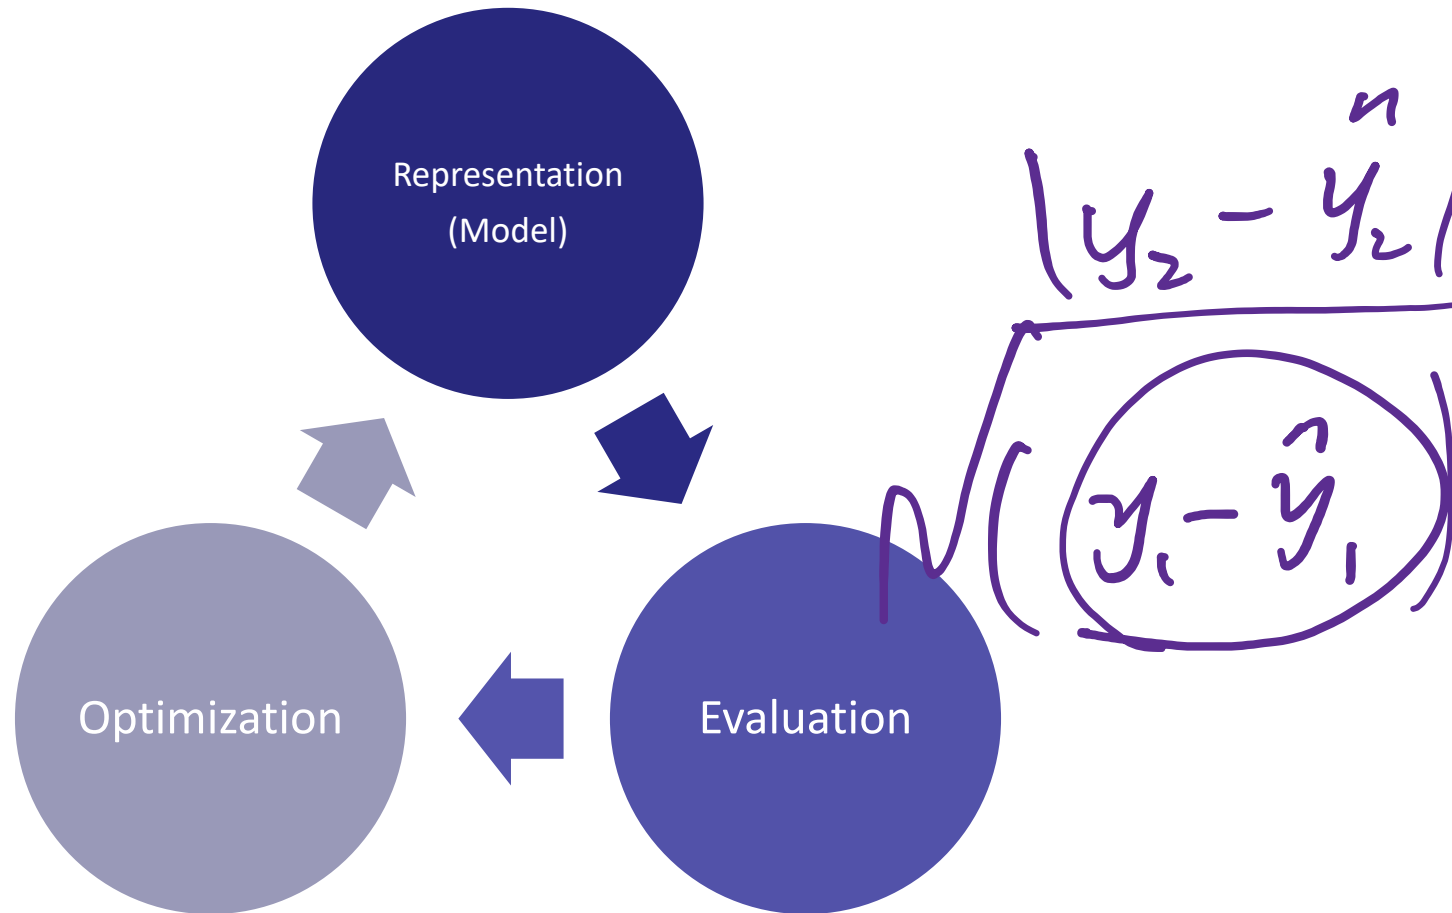 Representation
(Model)
|y₂ - ŷ₂|
√(y₁ - ŷ₁)
Optimization
Evaluation